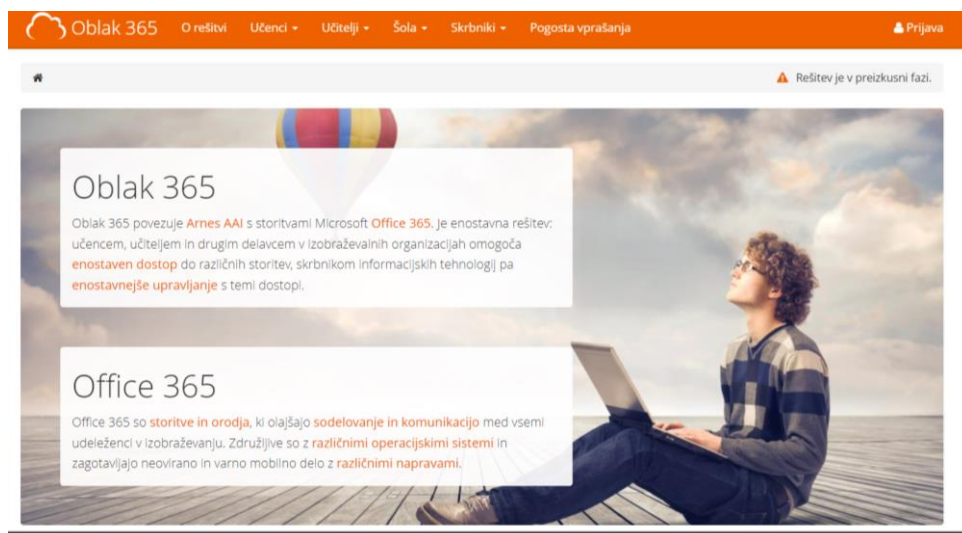 Oblak 365 O rešitvi Učenci Učitelji Šola Skrbniki Pogosta vprašanja Prijava
Rešitev je v preizkusni fazi.
Oblak 365
Oblak 365 povezuje Arnes AAI s storitvami Microsoft Office 365. Je enostavna rešitev:
učencem, učiteljem in drugim delavcem v izobraževalnih organizacijah omogoča
enostaven dostop do različnih storitev, skrbnikom informacijskih tehnologij pa
enostavnejše upravljanje s temi dostopi.
Office 365
Office 365 so storitve in orodja, ki olajšajo sodelovanje in komunikacijo med vsemi
udeleženci v izobraževanju. Združljive so z različnimi operacijskimi sistemi in
zagotavljajo neovirano in varno mobilno delo z različnimi napravami.